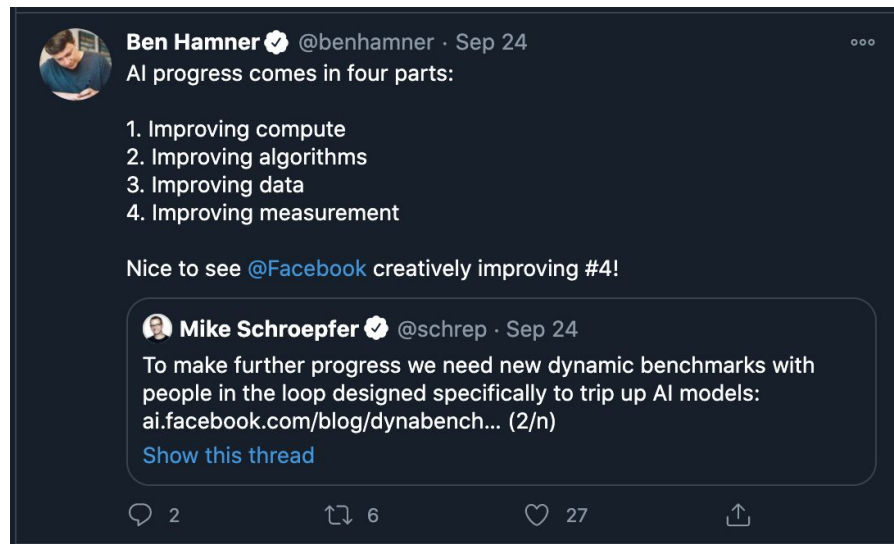 Ben Hamner @benhamner · Sep 24
AI progress comes in four parts:
1. Improving compute
2. Improving algorithms
3. Improving data
4. Improving measurement
Nice to see @Facebook creatively improving #4!
Mike Schroepfer @schrep · Sep 24
To make further progress we need new dynamic benchmarks with
people in the loop designed specifically to trip up AI models:
ai.facebook.com/blog/dynabench... (2/n)
Show this thread
2 6 27